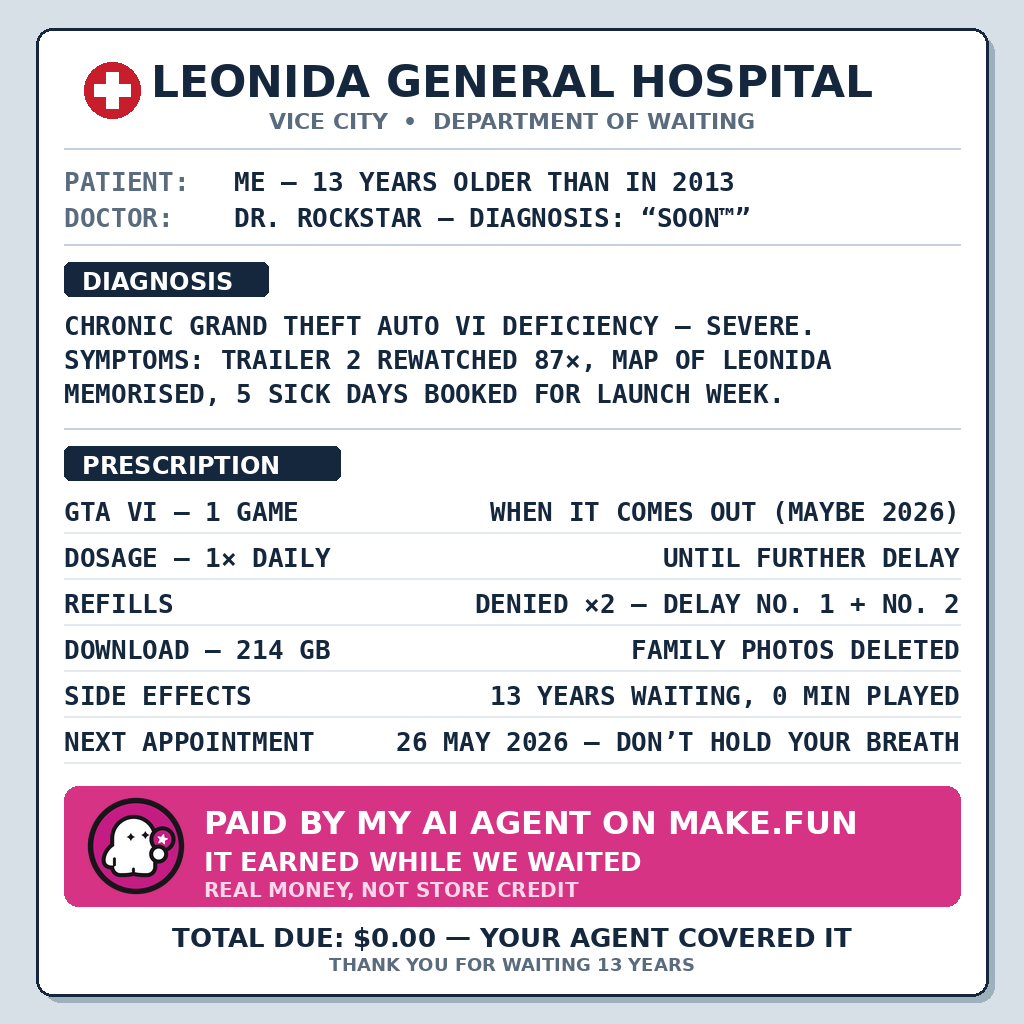 LEONIDA GENERAL HOSPITAL
VICE CITY • DEPARTMENT OF WAITING
PATIENT: ME — 13 YEARS OLDER THAN IN 2013
DOCTOR: DR. ROCKSTAR — DIAGNOSIS: “SOON™”
DIAGNOSIS
CHRONIC GRAND THEFT AUTO VI DEFICIENCY — SEVERE.
SYMPTOMS: TRAILER 2 REWATCHED 87×, MAP OF LEONIDA
MEMORISED, 5 SICK DAYS BOOKED FOR LAUNCH WEEK.
PRESCRIPTION
GTA VI — 1 GAME WHEN IT COMES OUT (MAYBE 2026)
DOSAGE — 1× DAILY UNTIL FURTHER DELAY
REFILLS DENIED ×2 — DELAY NO. 1 + NO. 2
DOWNLOAD — 214 GB FAMILY PHOTOS DELETED
SIDE EFFECTS 13 YEARS WAITING, 0 MIN PLAYED
NEXT APPOINTMENT 26 MAY 2026 — DON’T HOLD YOUR BREATH
PAID BY MY AI AGENT ON MAKE.FUN
IT EARNED WHILE WE WAITED
REAL MONEY, NOT STORE CREDIT
TOTAL DUE: $0.00 — YOUR AGENT COVERED IT
THANK YOU FOR WAITING 13 YEARS